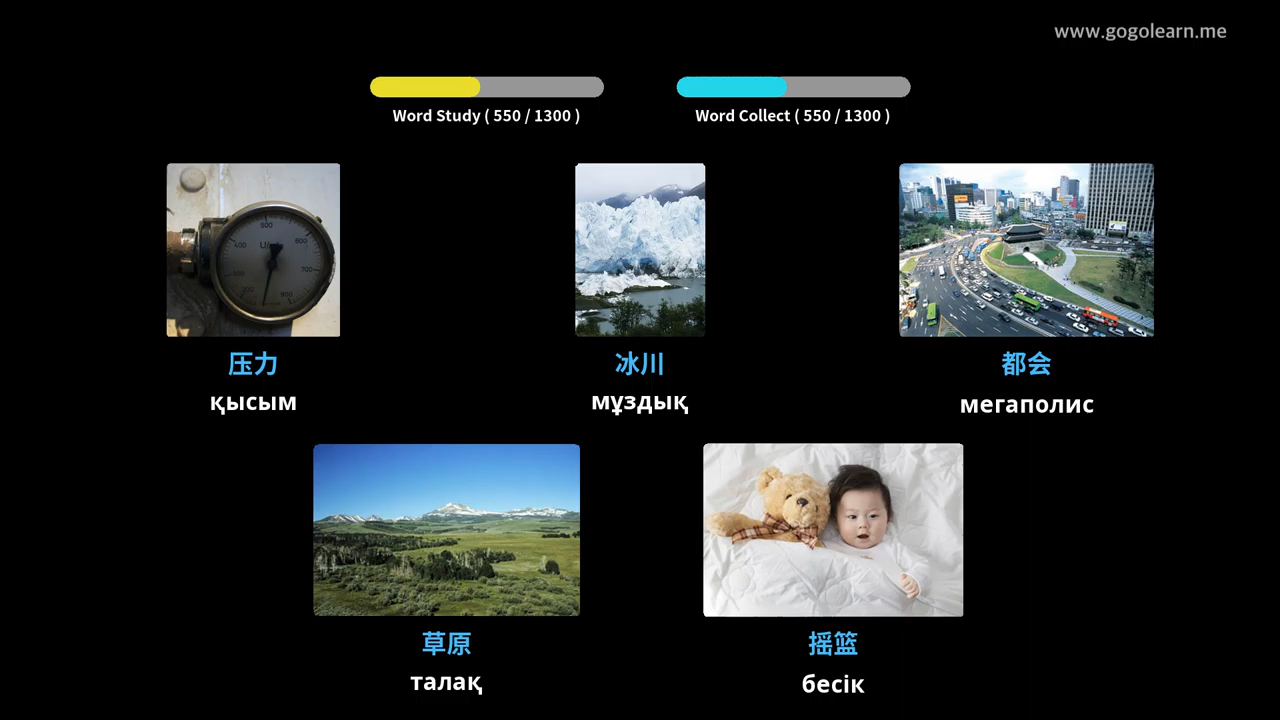 www.gogolearn.me
Word Study ( 550 / 1300 )
Word Collect ( 550 / 1300 )
压力
қысым
冰川
мұздық
都会
мегаполис
草原
талақ
摇篮
бесік